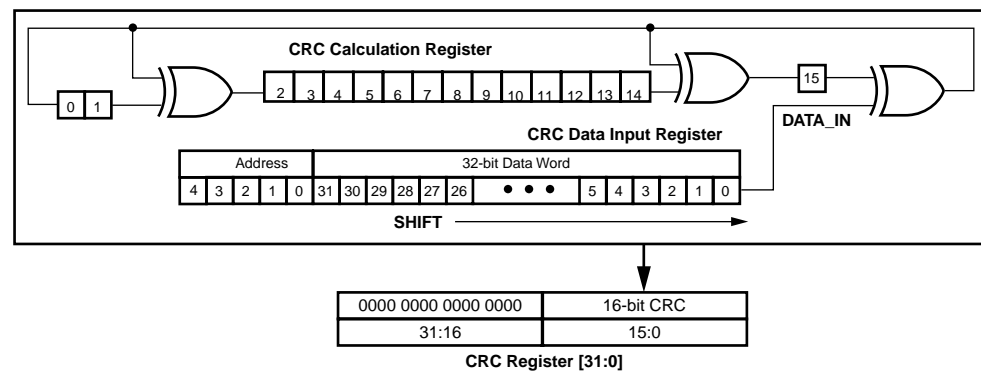 CRC Calculation Register
0 1
2 3 4 5 6 7 8 9 10 11 12 13 14
15
DATA_IN
CRC Data Input Register
Address 32-bit Data Word
4 3 2 1 0 31 30 29 28 27 26 • • • 5 4 3 2 1 0
SHIFT
0000 0000 0000 0000 16-bit CRC
31:16 15:0
CRC Register [31:0]